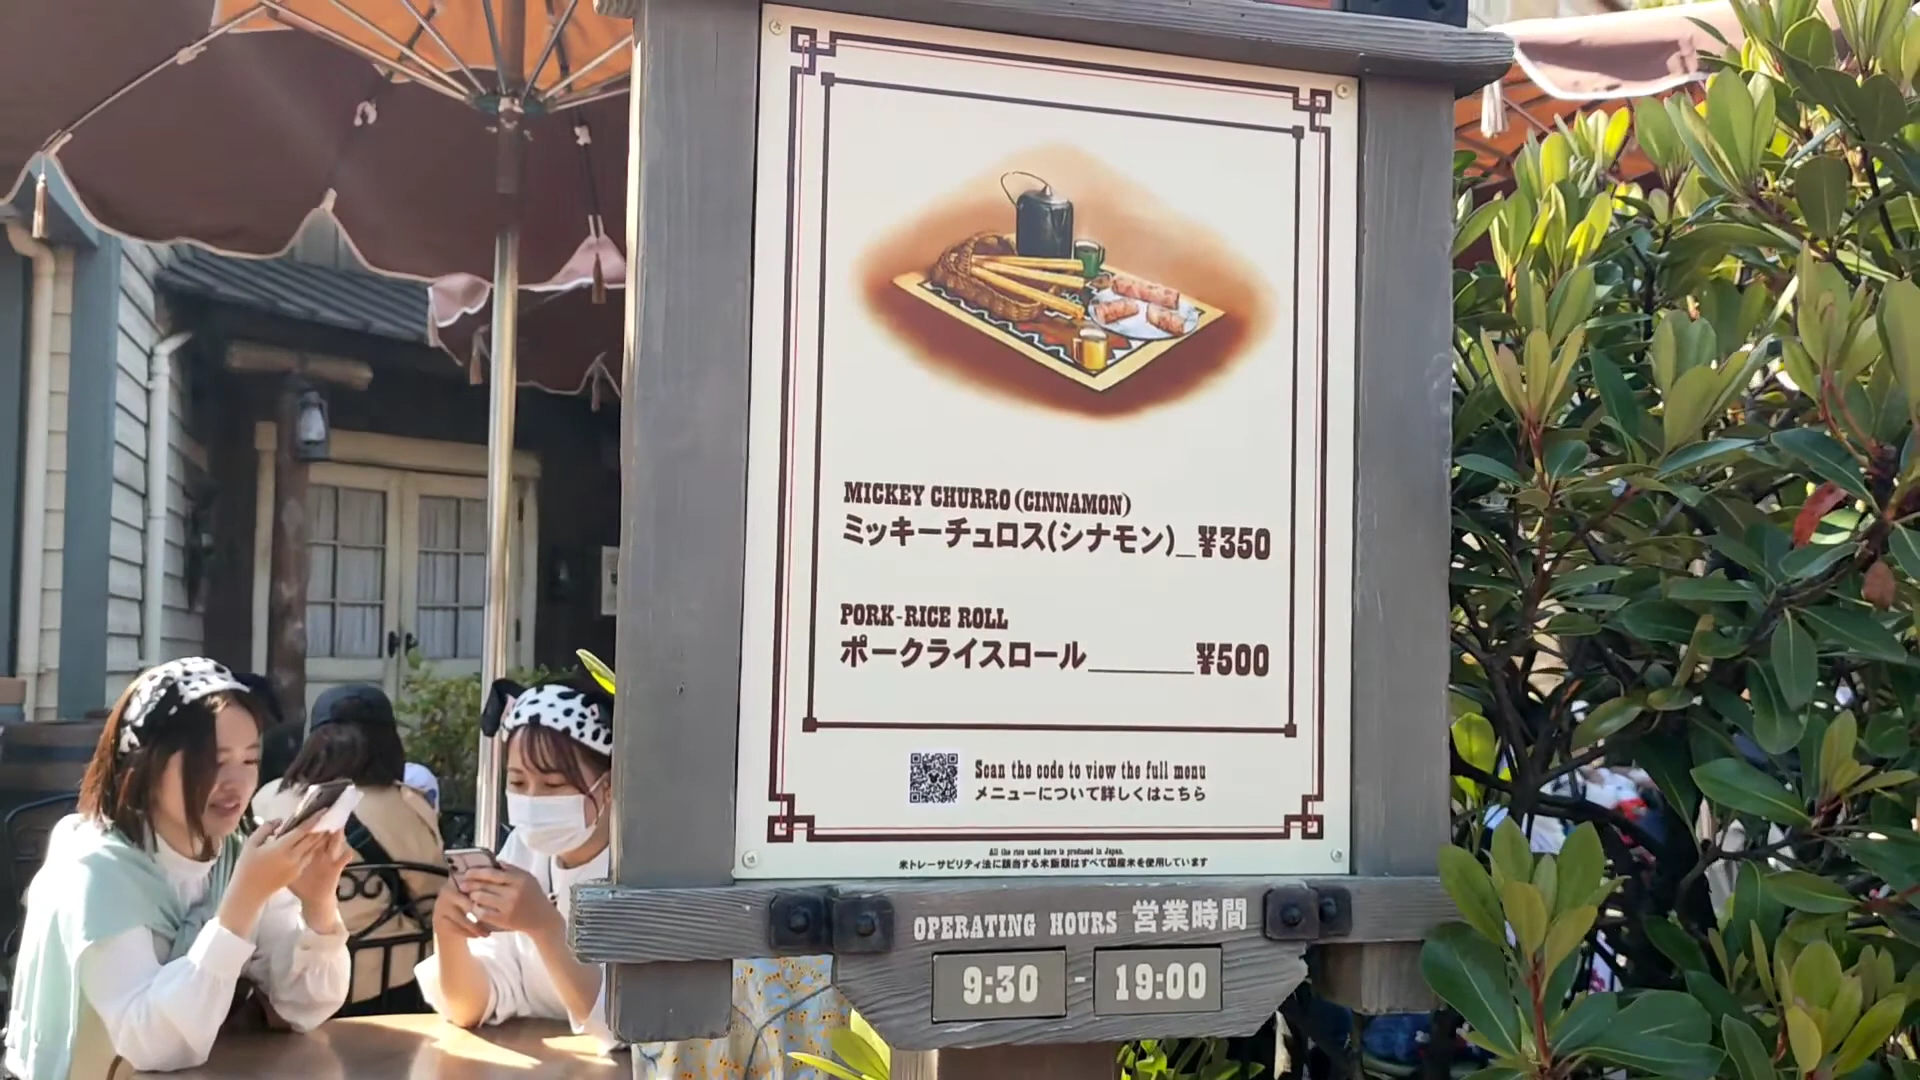 MICKEY CHURRO (CINNAMON)
ミッキーチュロス(シナモン)_¥350
PORK-RICE ROLL
ポークライスロール______¥500
Scan the code to view the full menu
メニューについて詳しくはこちら
All the rice used here is produced in Japan.
米トレーサビリティ法に該当する米飯類はすべて国産米を使用しています
OPERATING HOURS 営業時間
9:30 - 19:00